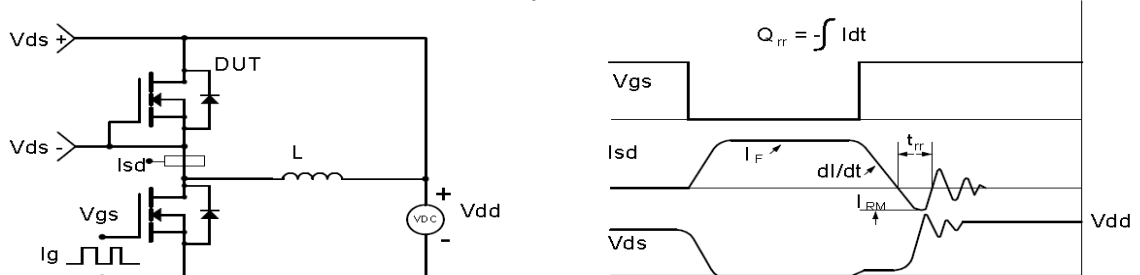 Vds +
DUT
Vds -
Isd
L
Vgs
Ig
+
VDC
-
Vdd
Q rr = -∫ Idt
Vgs
Isd
I F
dI/dt
t rr
I RM
Vds
Vdd